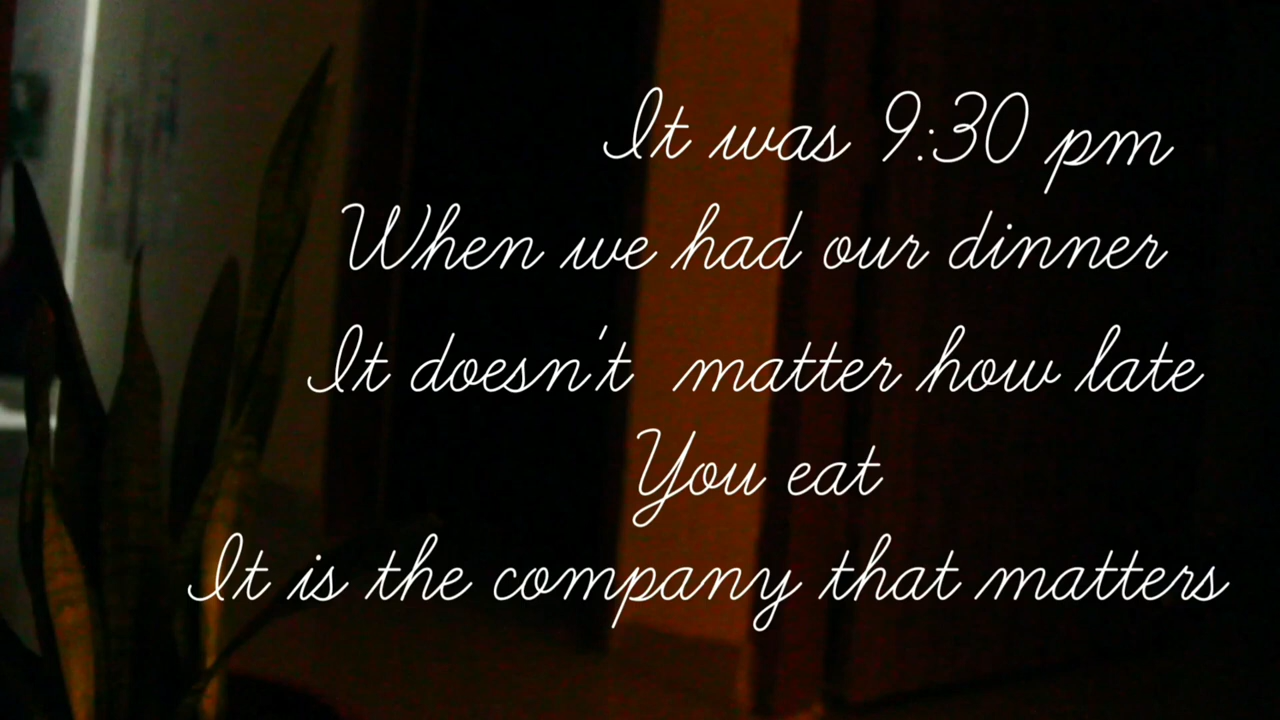 It was 9:30 pm
When we had our dinner
It doesn't matter how late
You eat
It is the company that matters